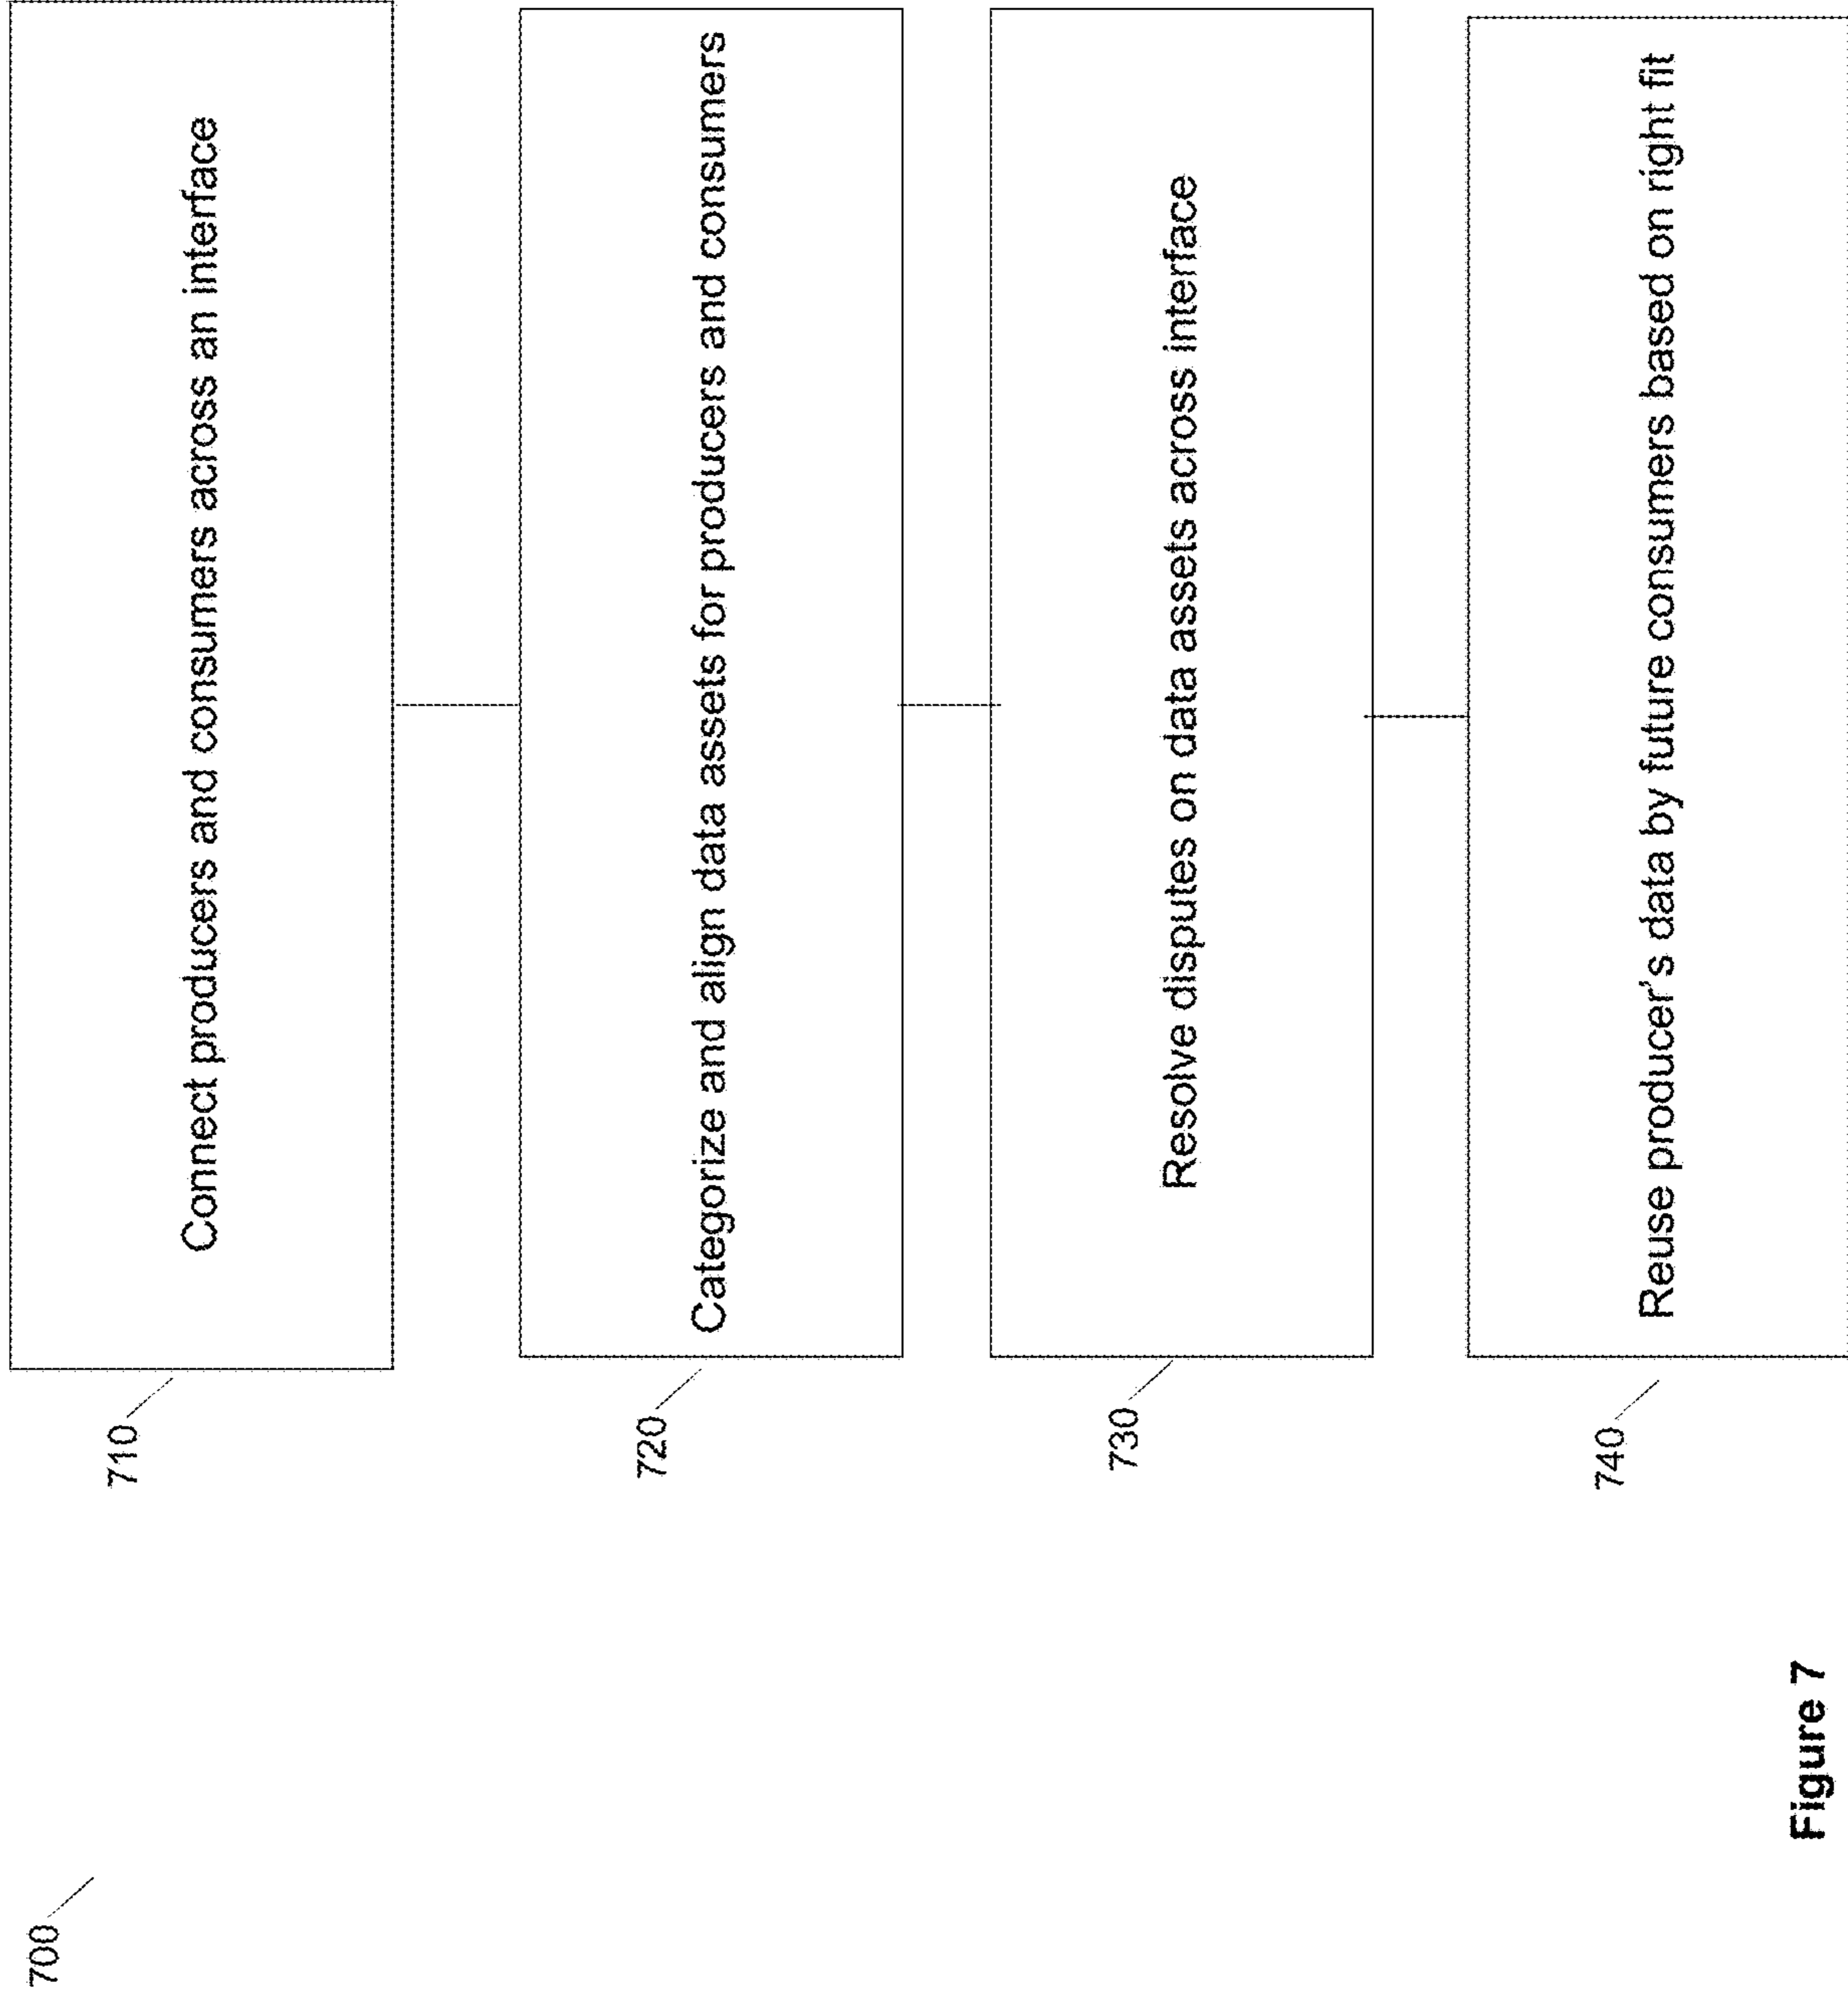 700
710
Connect producers and consumers across an interface
720
Categorize and align data assets for producers and consumers
730
Resolve disputes on data assets across interface
740
Reuse producer's data by future consumers based on right fit
Figure 7